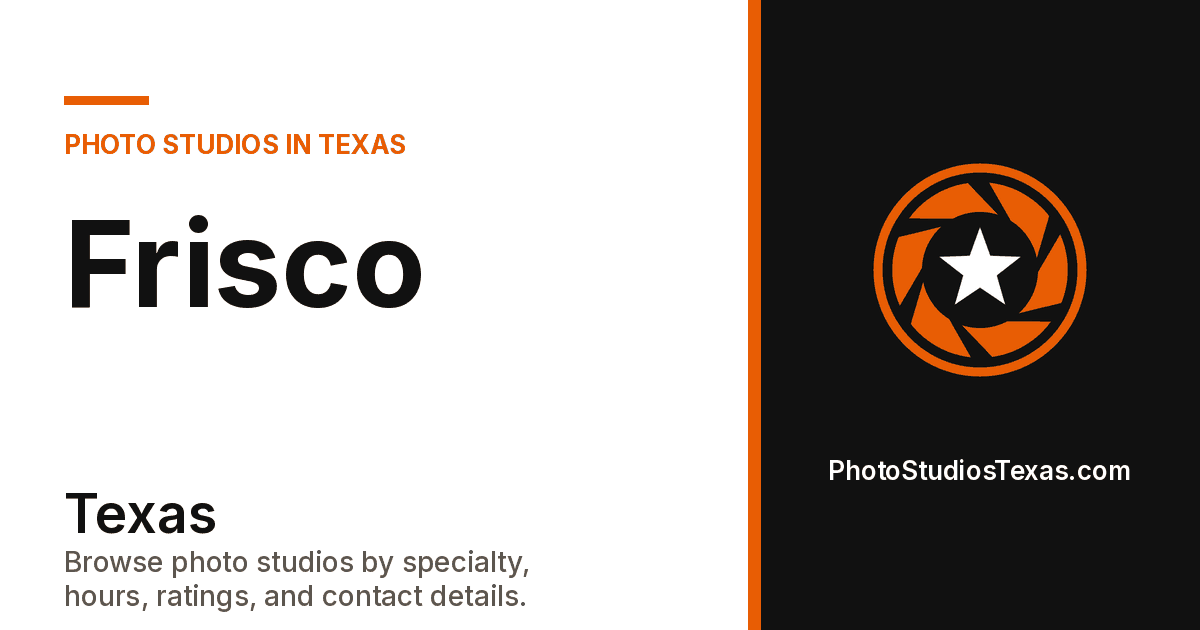 PHOTO STUDIOS IN TEXAS
Frisco
Texas
Browse photo studios by specialty,
hours, ratings, and contact details.
PhotoStudiosTexas.com